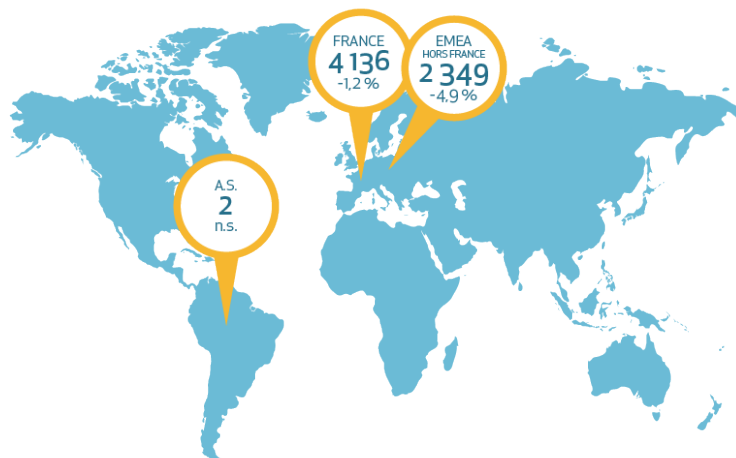 FRANCE
4 136
-1,2 %
EMEA
HORS FRANCE
2 349
-4,9 %
A.S.
2
n.s.